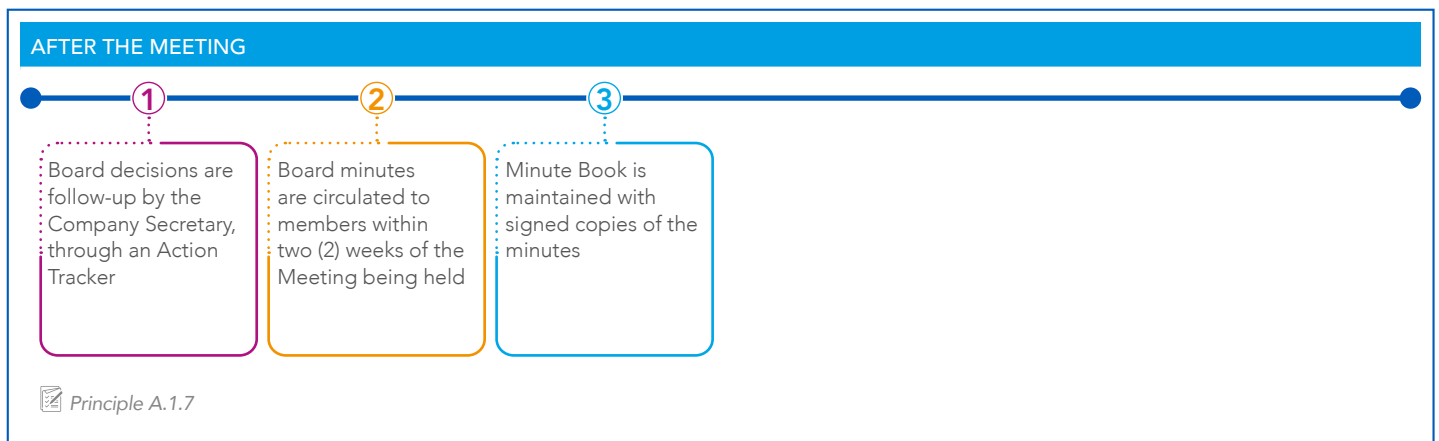 AFTER THE MEETING
1
2
3
Board decisions are
follow-up by the
Company Secretary,
through an Action
Tracker
Board minutes
are circulated to
members within
two (2) weeks of the
Meeting being held
Minute Book is
maintained with
signed copies of the
minutes
Principle A.1.7